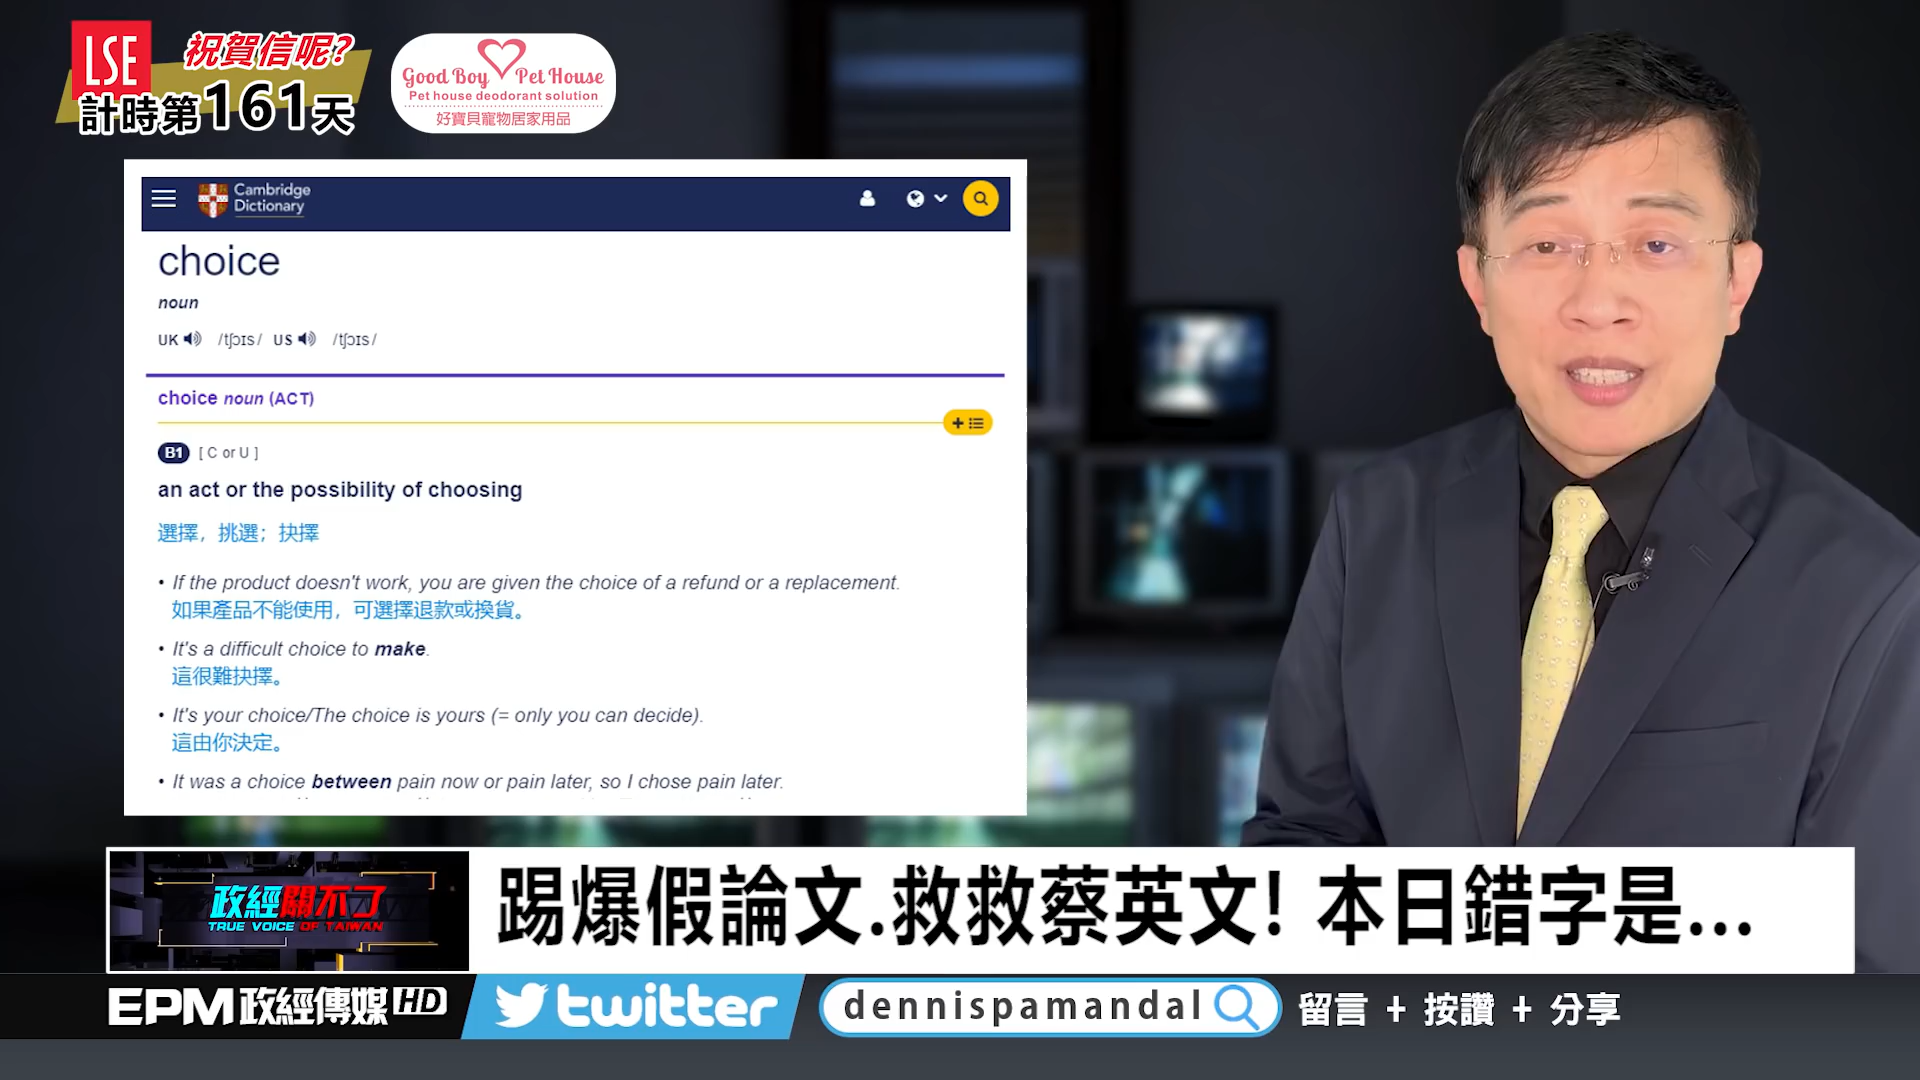 LSE
祝賀信呢?
計時第161天
Good Boy Pet House
Pet house deodorant solution
好寶貝寵物居家用品
Cambridge
Dictionary
choice
noun
UK /tʃɔɪs/ US /tʃɔɪs/
choice noun (ACT)
B1 [ C or U ]
an act or the possibility of choosing
選擇，挑選；抉擇
• If the product doesn't work, you are given the choice of a refund or a replacement.
如果產品不能使用，可選擇退款或換貨。
• It's a difficult choice to make.
這很難抉擇。
• It's your choice/The choice is yours (= only you can decide).
這由你決定。
• It was a choice between pain now or pain later, so I chose pain later.
政經關不了
TRUE VOICE OF TAIWAN
踢爆假論文.救救蔡英文! 本日錯字是...
EPM政經傳媒HD
twitter
dennispamandal
留言 + 按讚 + 分享